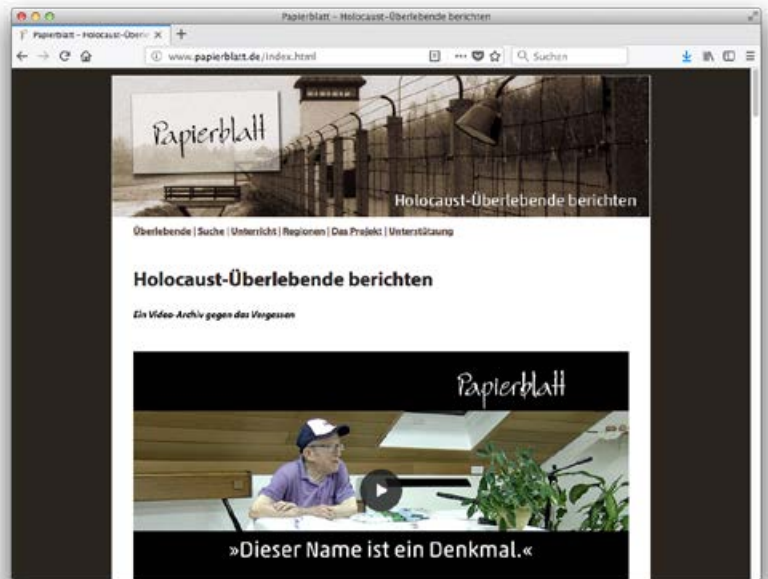 Papierblatt – Holocaust-Überlebende berichten
Papierblatt – Holocaust-Überle
www.papierblatt.de/index.html
Suchen
Papierblatt
Holocaust-Überlebende berichten
Überlebende | Suche | Unterricht | Regionen | Das Projekt | Unterstützung
Holocaust-Überlebende berichten
Ein Video-Archiv gegen das Vergessen
Papierblatt
»Dieser Name ist ein Denkmal.«